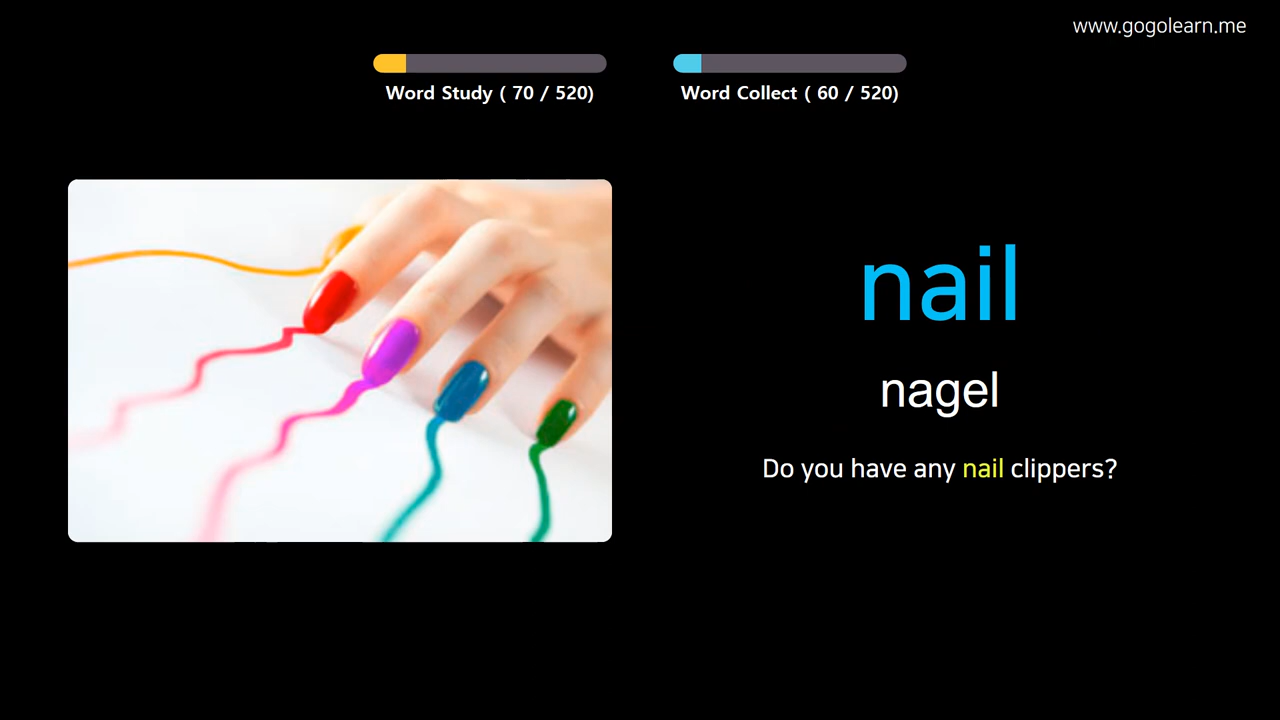 www.gogolearn.me
Word Study ( 70 / 520)
Word Collect ( 60 / 520)
nail
nagel
Do you have any nail clippers?